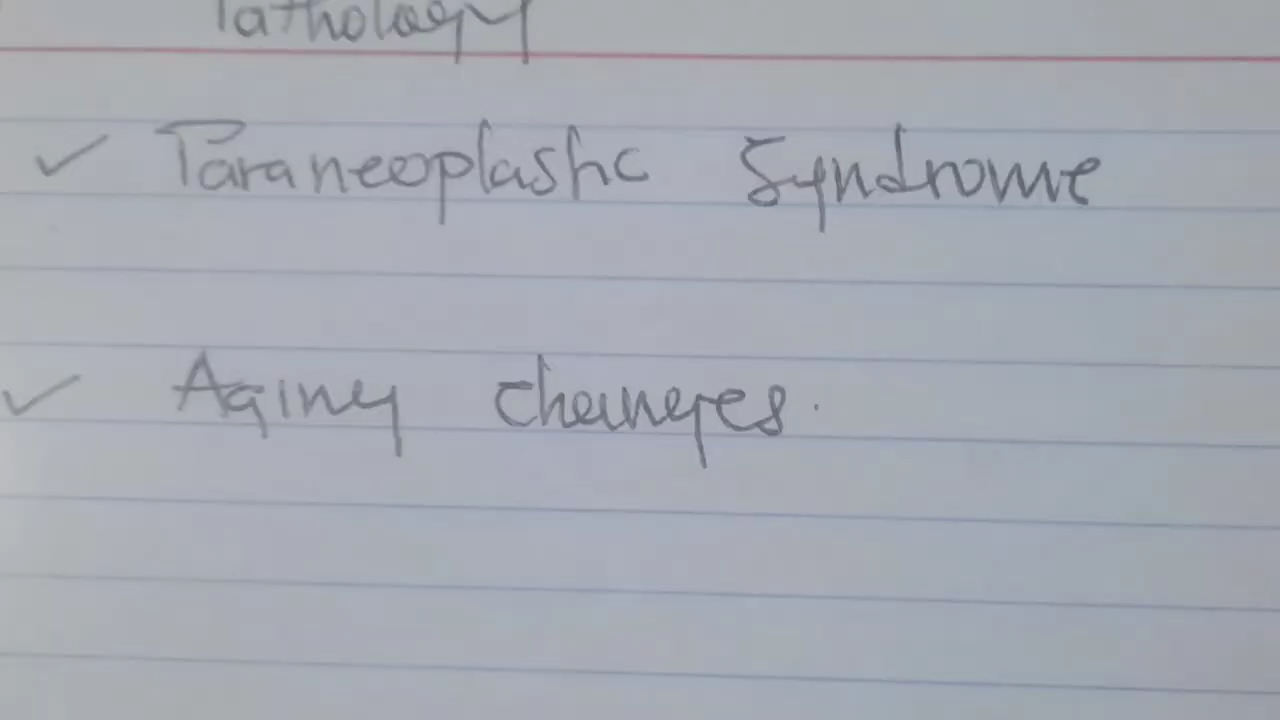 Pathology
✓ Paraneoplastic Syndrome
✓ Aging changes.